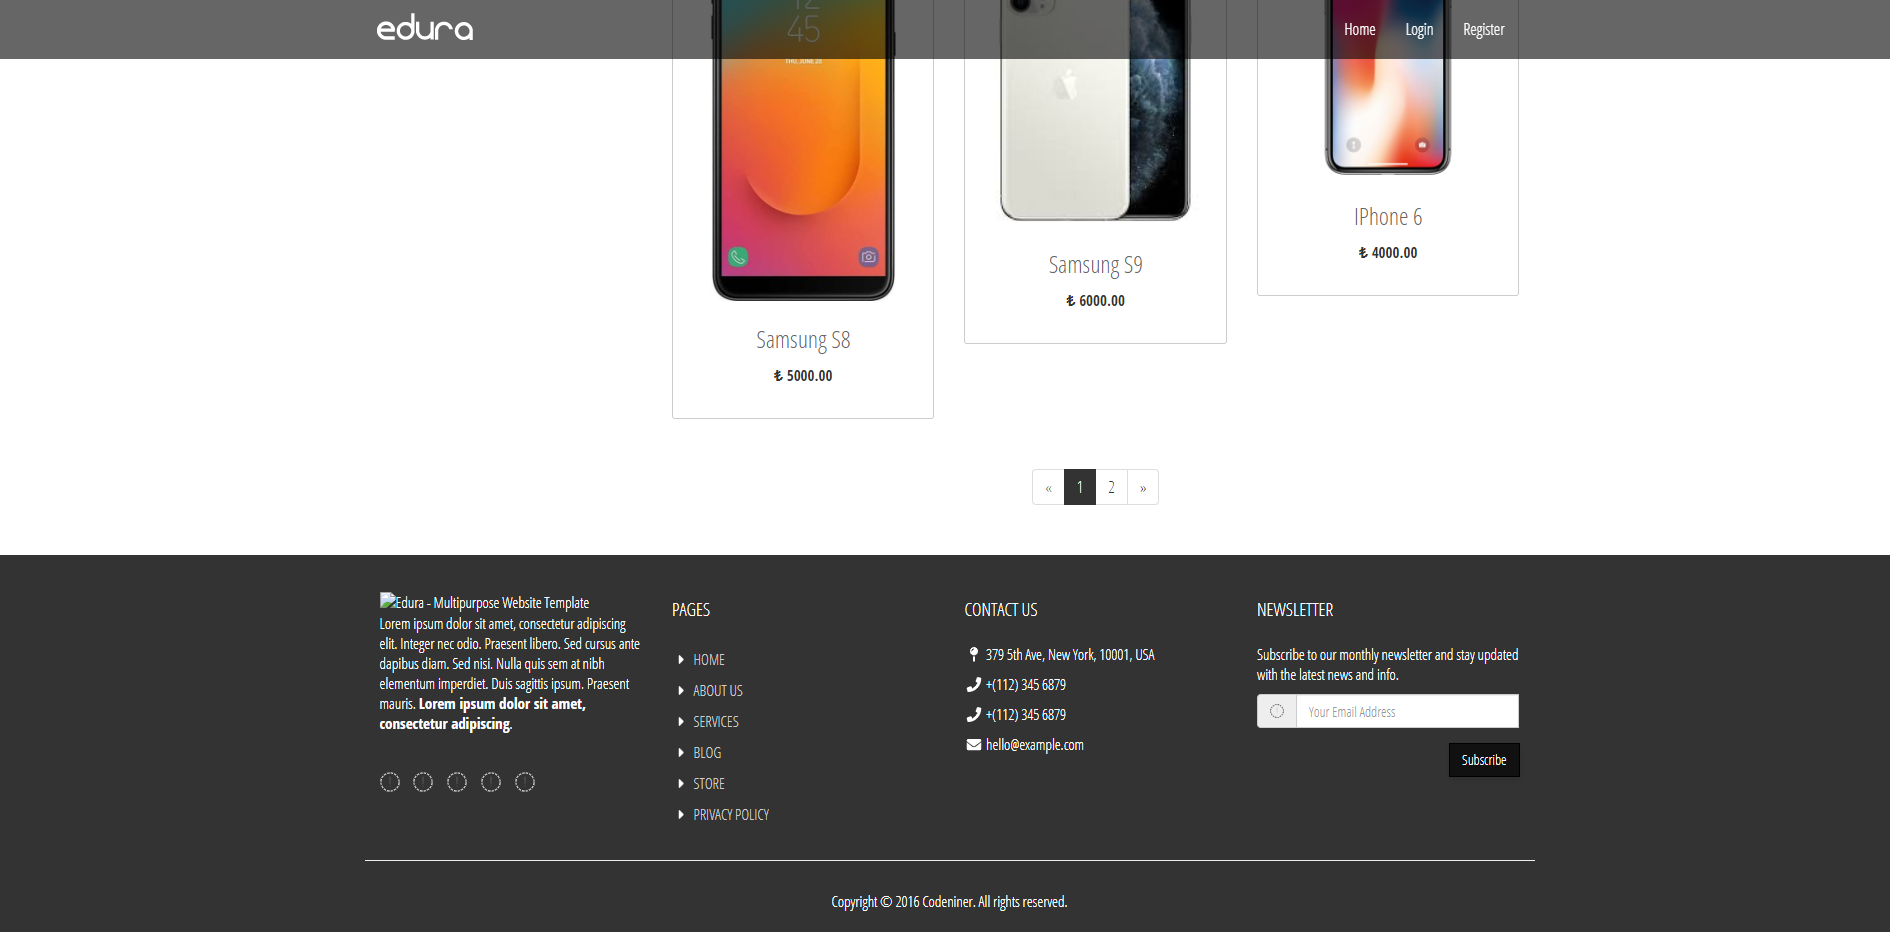 edura
Home Login Register
12
45
THU, JUNE 28
IPhone 6
₺ 4000.00
Samsung S9
₺ 6000.00
Samsung S8
₺ 5000.00
« 1 2 »
Edura - Multipurpose Website Template
Lorem ipsum dolor sit amet, consectetur adipiscing
elit. Integer nec odio. Praesent libero. Sed cursus ante
dapibus diam. Sed nisi. Nulla quis sem at nibh
elementum imperdiet. Duis sagittis ipsum. Praesent
mauris. Lorem ipsum dolor sit amet,
consectetur adipiscing.
PAGES
HOME
ABOUT US
SERVICES
BLOG
STORE
PRIVACY POLICY
CONTACT US
379 5th Ave, New York, 10001, USA
+(112) 345 6879
+(112) 345 6879
hello@example.com
NEWSLETTER
Subscribe to our monthly newsletter and stay updated
with the latest news and info.
Your Email Address
Subscribe
Copyright © 2016 Codeniner. All rights reserved.